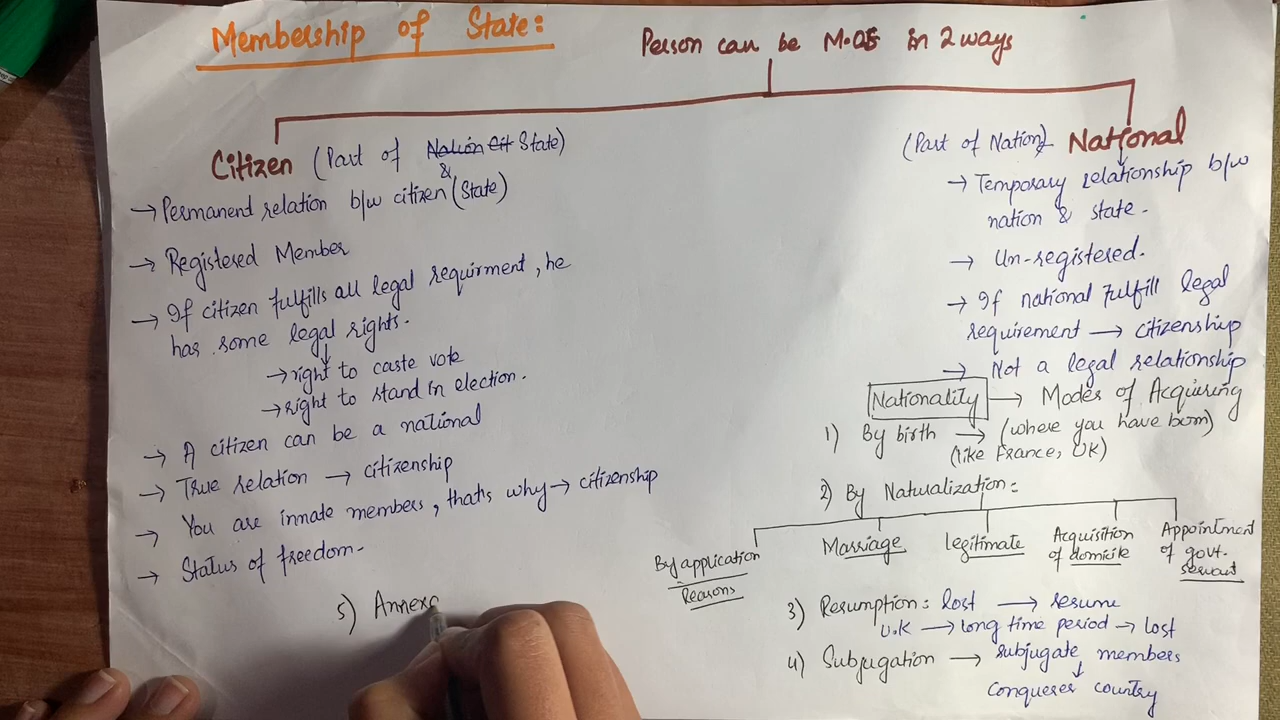 Membership of State:
Person can be M.OS in 2 ways
Citizen (Part of Nation Cit State)
&
→ Permanent relation b/w citizen (State)
→ Registered Member
→ If citizen fulfills all legal requirment, he
has some legal rights.
→ right to caste vote
→ right to stand in election.
→ A citizen can be a national
→ True relation → citizenship
→ You are innate members, that's why → citizenship
→ Status of freedom.
5) Annexa
(Part of Nation) National
→ Temporary relationship b/w
nation & state.
→ Un-registered.
→ If national fulfill legal
requirement → citizenship
→ Not a legal relationship
Nationality → Modes of Acquiring
1) By birth → (where you have born)
(like France, UK)
2) By Naturalization:
By application
Reasons
Marriage
legitimate
Acquisition
of domicile
Appointment
of govt.
servant
3) Resumption: lost → resume
U.K → long time period → lost
4) Subjugation → subjugate members
conqueres country